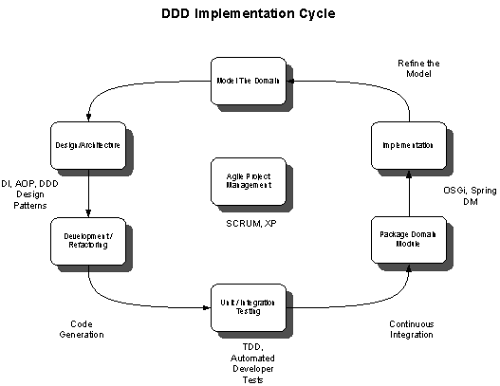 DDD Implementation Cycle
Refine the
Model
Model The Domain
Design/Architecture
Implementation
DI, AOP, DDD
Design
Patterns
Agile Project
Management
SCRUM, XP
OSGi, Spring
DM
Development /
Refactoring
Package Domain
Module
Unit / Integration
Testing
Code
Generation
Continuous
Integration
TDD,
Automated
Developer
Tests